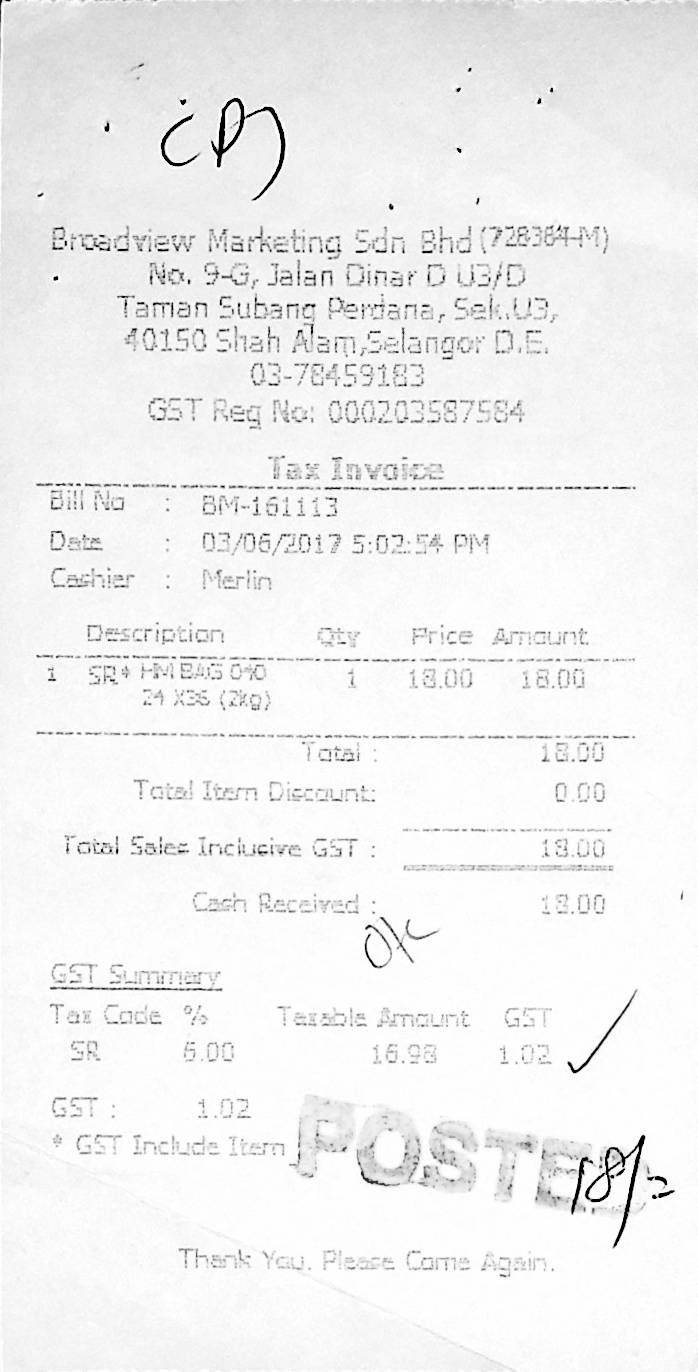 Broadview Marketing Sdn Bhd (728364-M)
No. 9-G, Jalan Dinar D U3/D
Taman Subang Perdana, Sek.U3,
40150 Shah Alam,Selangor D.E.
03-78459183
GST Reg No: 000203587584
Tax Invoice
Bill No : BM-161113
Date : 03/06/2017 5:02:54 PM
Cashier : Merlin
Description Qty Price Amount
1 SR* HM BAG 040 1 18.00 18.00
24 X36 (2kg)
Total : 18.00
Total Item Discount: 0.00
Total Sales Inclusive GST : 18.00
Cash Received : 18.00
GST Summary
Tax Code % Taxable Amount GST
SR 6.00 16.98 1.02
GST : 1.02
* GST Include Item
POSTED
18/2
Thank You. Please Come Again.